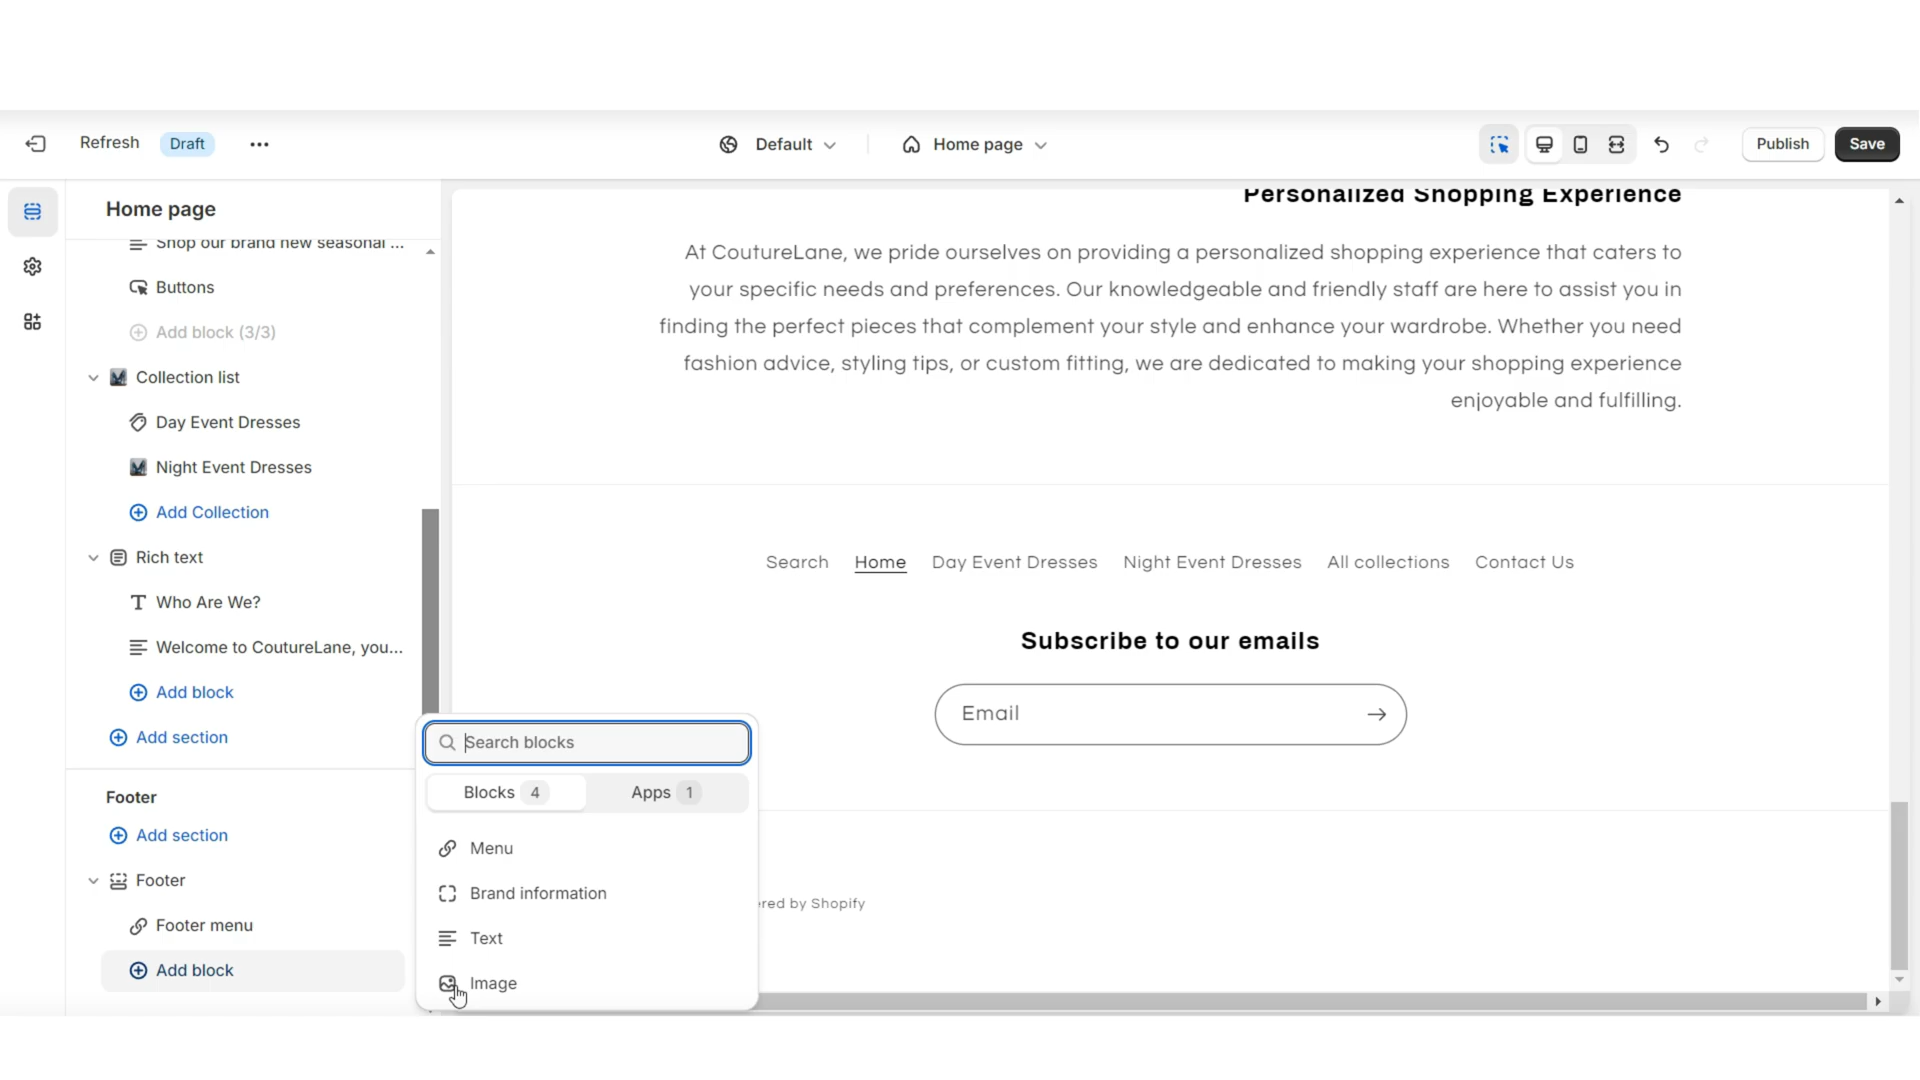 Refresh
Draft
Default
Home page
Publish
Save
Home page
Shop our brand new seasonal ...
Buttons
Add block (3/3)
Collection list
Day Event Dresses
Night Event Dresses
Add Collection
Rich text
Who Are We?
Welcome to CoutureLane, you...
Add block
Add section
Footer
Add section
Footer
Footer menu
Add block
Search blocks
Blocks 4
Apps 1
Menu
Brand information
Text
Image
Personalized Shopping Experience
At CoutureLane, we pride ourselves on providing a personalized shopping experience that caters to
your specific needs and preferences. Our knowledgeable and friendly staff are here to assist you in
finding the perfect pieces that complement your style and enhance your wardrobe. Whether you need
fashion advice, styling tips, or custom fitting, we are dedicated to making your shopping experience
enjoyable and fulfilling.
Search Home Day Event Dresses Night Event Dresses All collections Contact Us
Subscribe to our emails
Email
ered by Shopify